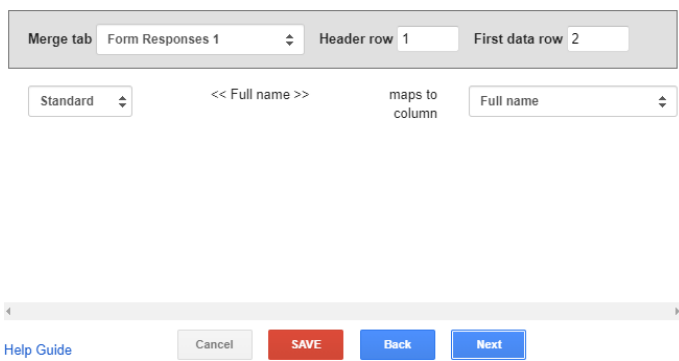 Merge tab Form Responses 1 Header row 1 First data row 2
Standard << Full name >> maps to column Full name
Help Guide Cancel SAVE Back Next